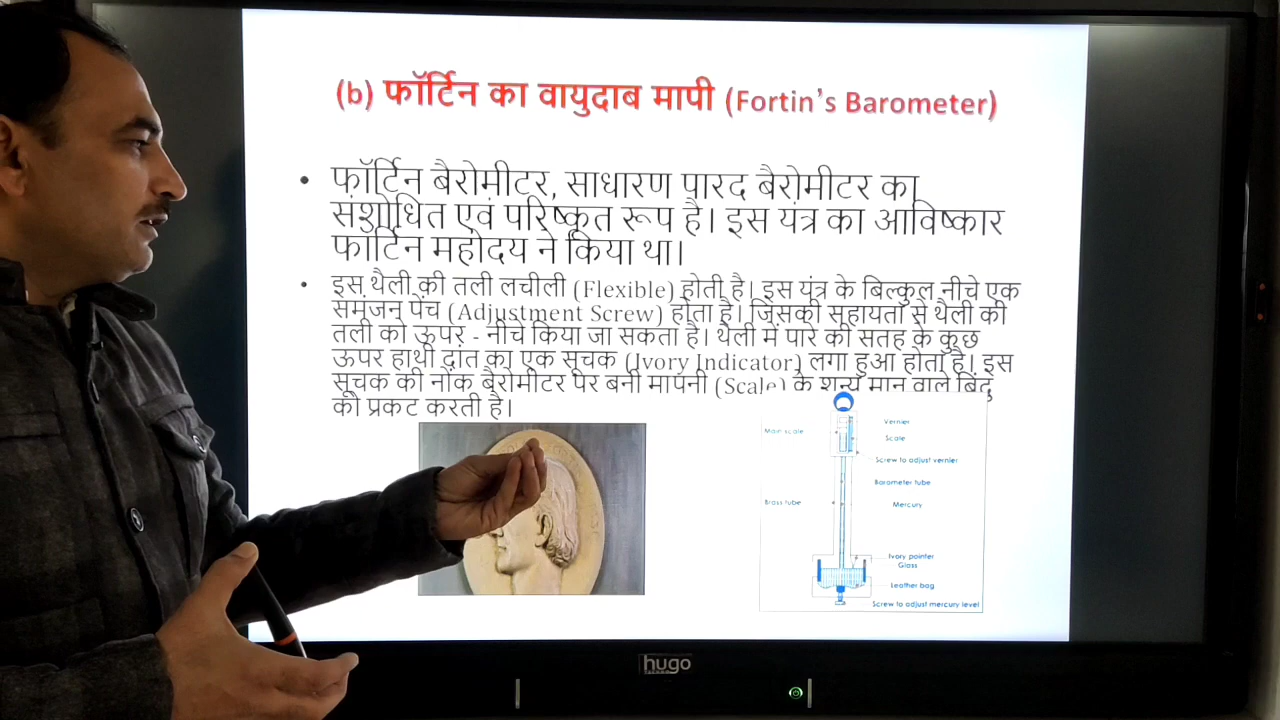 (b) फॉर्टिन का वायुदाब मापी (Fortin's Barometer)
• फॉर्टिन बैरोमीटर, साधारण पारद बैरोमीटर का
संशोधित एवं परिष्कृत रूप है। इस यंत्र का आविष्कार
फॉर्टिन महोदय ने किया था।
• इस थैली की तली लचीली (Flexible) होती है। इस यंत्र के बिल्कुल नीचे एक
समंजन पेंच (Adjustment Screw) होता है। जिसकी सहायता से थैली की
तली को ऊपर - नीचे किया जा सकता है। थैली में पारे की सतह के कुछ
ऊपर हाथी दांत का एक सूचक (Ivory Indicator) लगा हुआ होता है। इस
सूचक की नोंक बैरोमीटर पर बनी मापनी (Scale) के शून्य मान वाले बिंदु
को प्रकट करती है।
Vernier
Main scale
Scale
Screw to adjust vernier
Barometer tube
Brass tube
Mercury
Ivory pointer
Glass
Leather bag
Screw to adjust mercury level
hugo